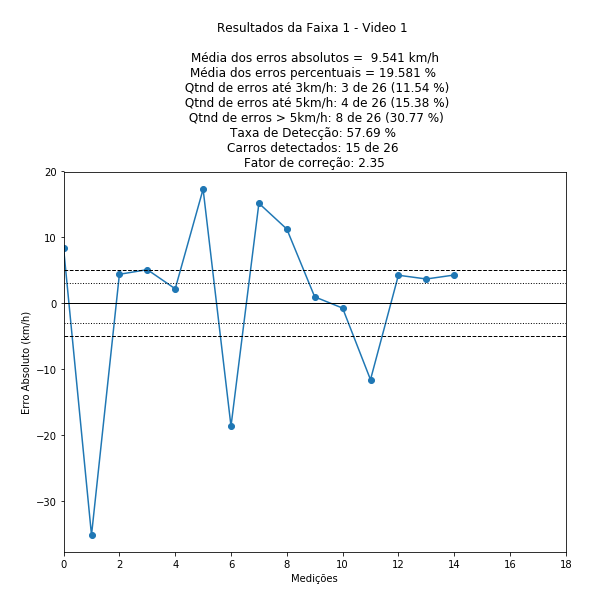 Resultados da Faixa 1 - Video 1
Média dos erros absolutos =  9.541 km/h
Média dos erros percentuais = 19.581 %
Qtnd de erros até 3km/h: 3 de 26 (11.54 %)
Qtnd de erros até 5km/h: 4 de 26 (15.38 %)
Qtnd de erros > 5km/h: 8 de 26 (30.77 %)
Taxa de Detecção: 57.69 %
Carros detectados: 15 de 26
Fator de correção: 2.35
20
10
0
−10
−20
−30
Erro Absoluto (km/h)
0 2 4 6 8 10 12 14 16 18
Medições